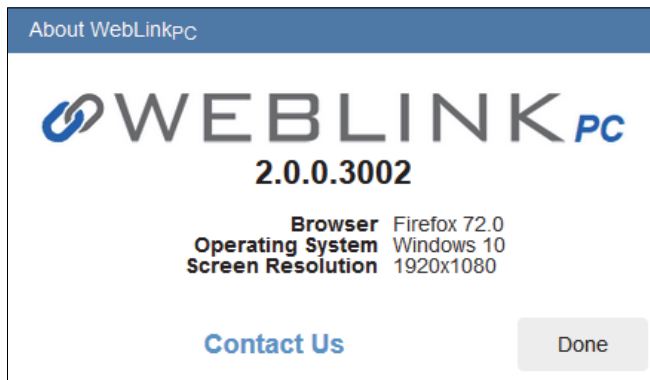 About WebLinkPC
WEBLINK PC
2.0.0.3002
Browser Firefox 72.0
Operating System Windows 10
Screen Resolution 1920x1080
Contact Us
Done